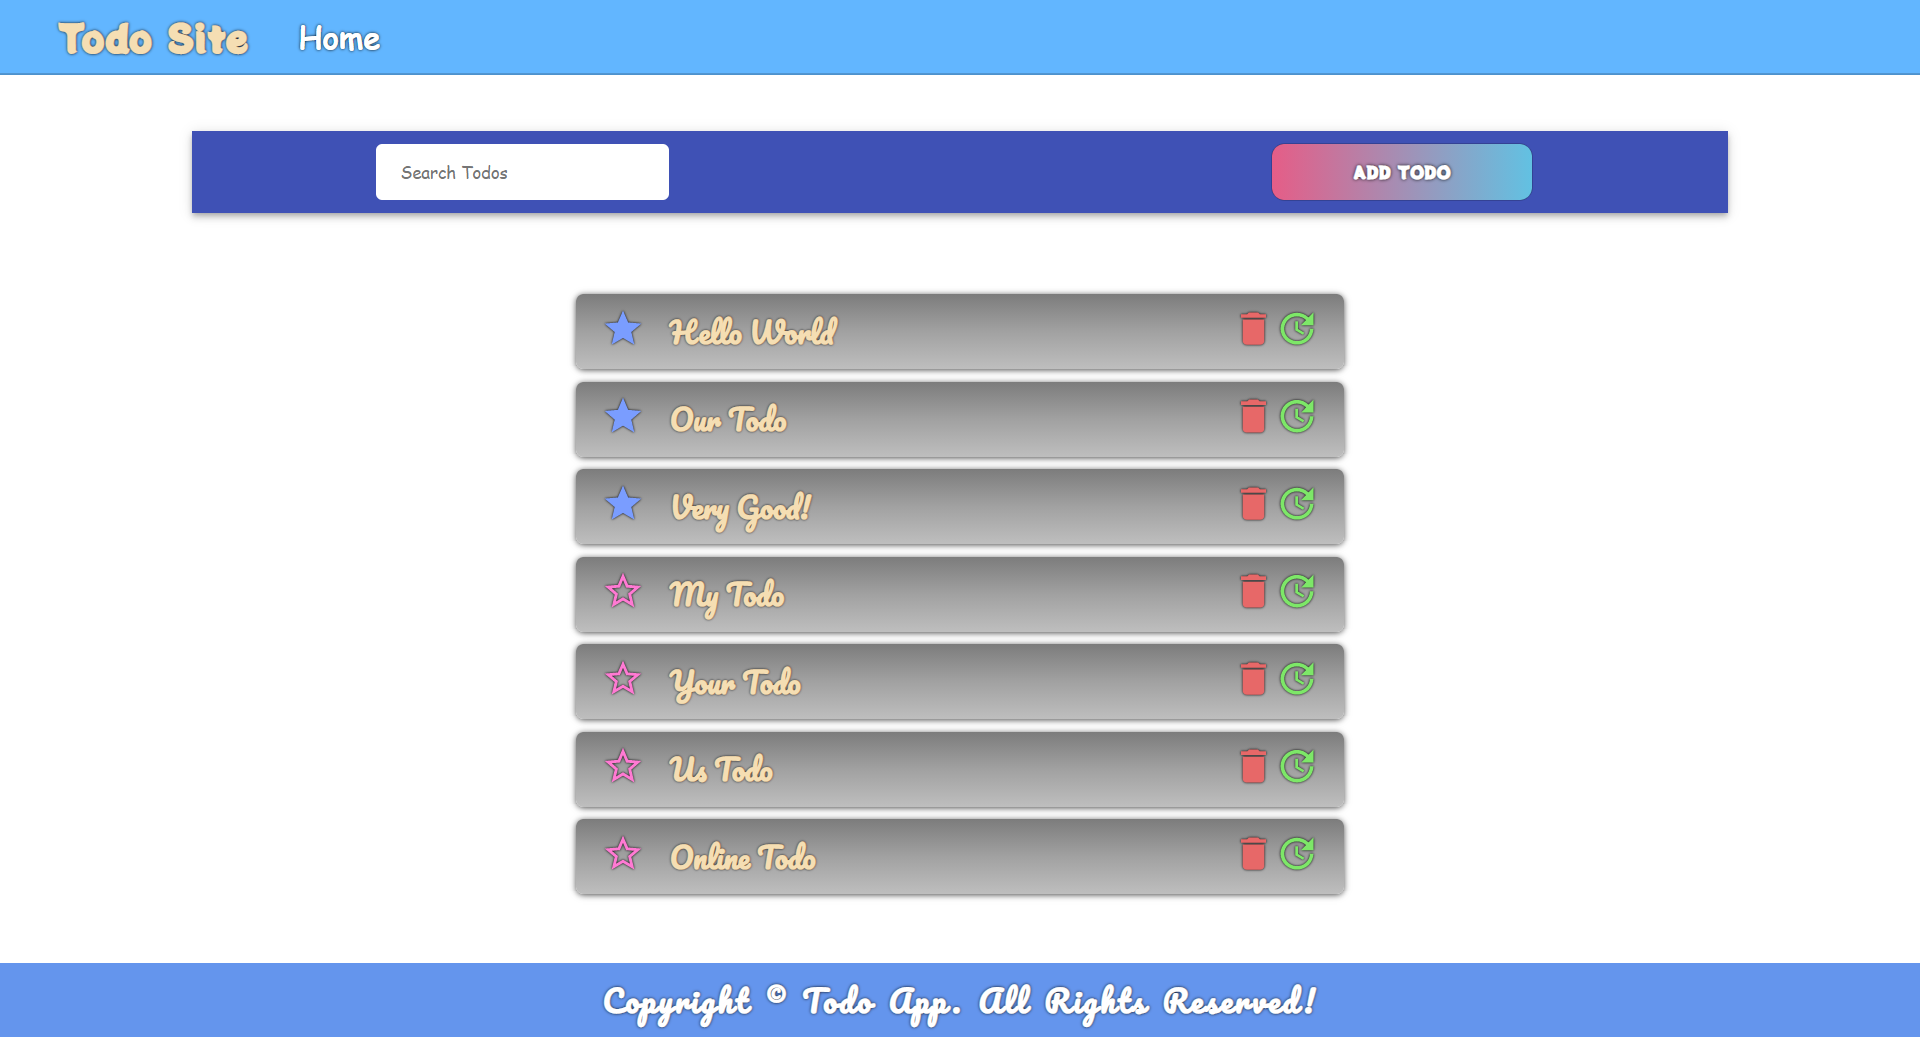 Todo Site Home
Search Todos ADD TODO
Hello World
Our Todo
Very Good!
My Todo
Your Todo
Us Todo
Online Todo
Copyright © Todo App. All Rights Reserved!